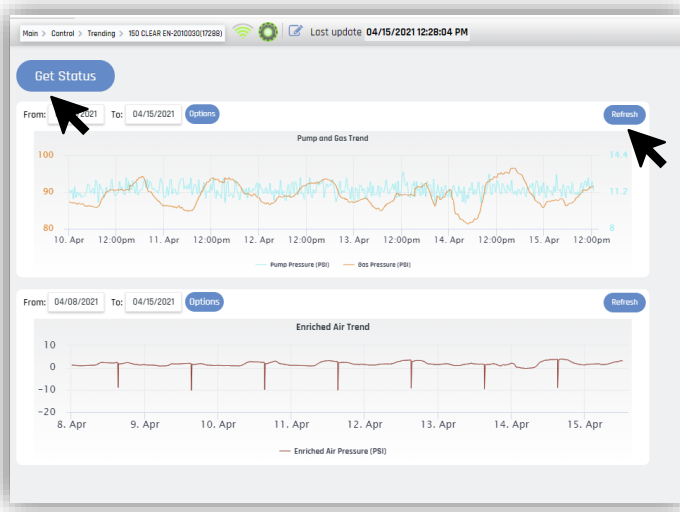 Main > Control > Trending > 150 CLEAR EN-2010030(17288) Last update 04/15/2021 12:28:04 PM
Get Status
From: 2021 To: 04/15/2021 Options Refresh
Pump and Gas Trend
100 14.4
90 11.2
80 8
10. Apr 12:00pm 11. Apr 12:00pm 12. Apr 12:00pm 13. Apr 12:00pm 14. Apr 12:00pm 15. Apr 12:00pm
Pump Pressure (PSI) Gas Pressure (PSI)
From: 04/08/2021 To: 04/15/2021 Options Refresh
Enriched Air Trend
10
0
-10
-20
8. Apr 9. Apr 10. Apr 11. Apr 12. Apr 13. Apr 14. Apr 15. Apr
Enriched Air Pressure (PSI)